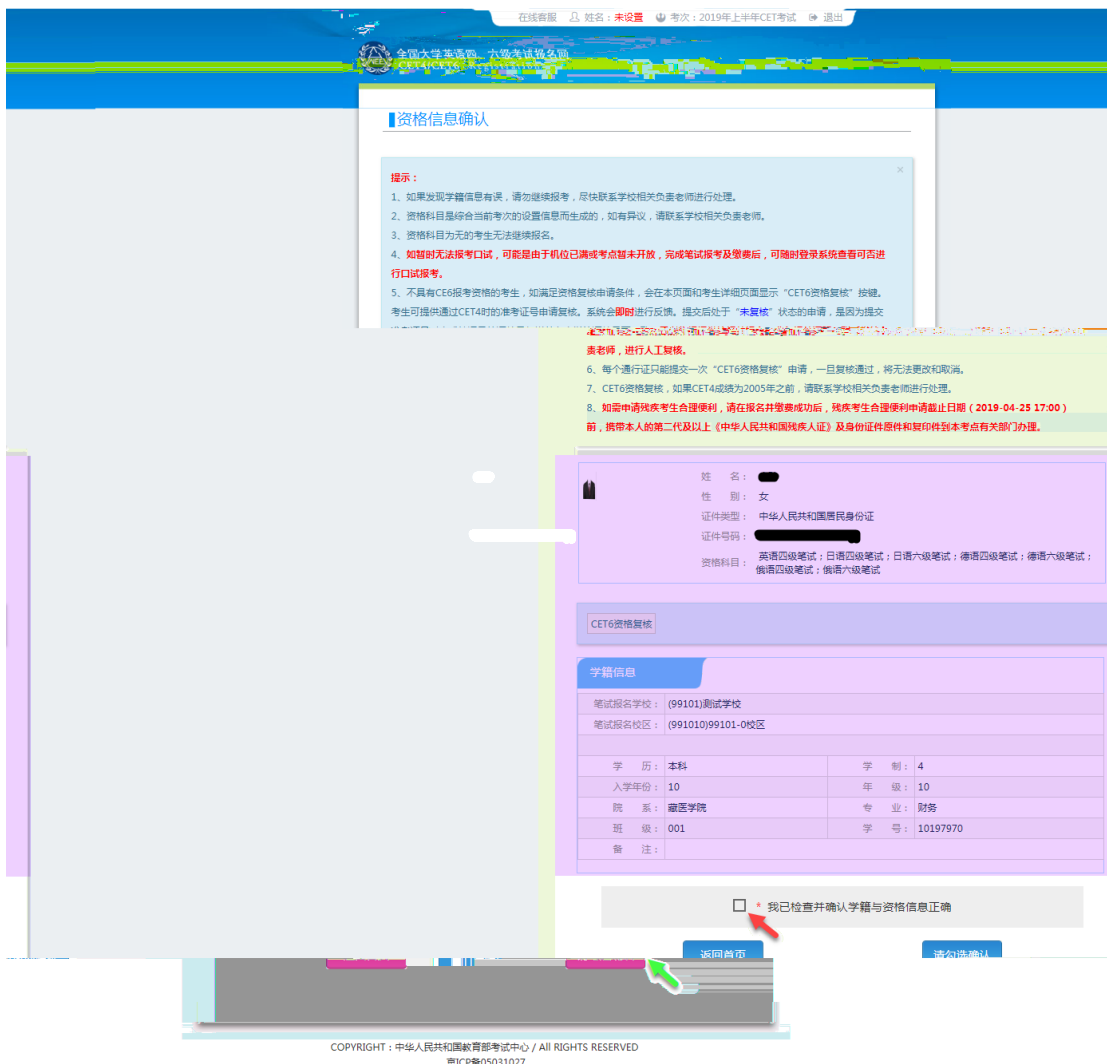 在线客服 姓名：未设置 考次：2019年上半年CET考试 退出
全国大学英语四、六级考试报名网
资格信息确认
×
提示：
1、如果发现学籍信息有误，请勿继续报考，尽快联系学校相关负责老师进行处理。
2、资格科目是综合当前考次的设置信息而生成的，如有异议，请联系学校相关负责老师。
3、资格科目为无的考生无法继续报名。
4、如暂时无法报考口试，可能是由于机位已满或考点暂未开放，完成笔试报考及缴费后，可随时登录系统查看可否进
行口试报考。
5、不具有CE6报考资格的考生，如满足资格复核申请条件，会在本页面和考生详细页面显示“CET6资格复核”按键。
考生可提供通过CET4时的准考证号申请复核。系统会即时进行反馈。提交后处于“未复核”状态的申请，是因为提交
责老师，进行人工复核。
6、每个通行证只能提交一次“CET6资格复核”申请，一旦复核通过，将无法更改和取消。
7、CET6资格复核，如果CET4成绩为2005年之前，请联系学校相关负责老师进行处理。
8、如需申请残疾考生合理便利，请在报名并缴费成功后，残疾考生合理便利申请截止日期（2019-04-25 17:00）
前，携带本人的第二代及以上《中华人民共和国残疾人证》及身份证件原件和复印件到本考点有关部门办理。
姓 名：
性 别：女
证件类型：中华人民共和国居民身份证
证件号码：
资格科目：英语四级笔试；日语四级笔试；日语六级笔试；德语四级笔试；德语六级笔试；
俄语四级笔试；俄语六级笔试
CET6资格复核
学籍信息
笔试报名学校：(99101)测试学校
笔试报名校区：(991010)99101-0校区
学 历：本科 学 制：4
入学年份：10 年 级：10
院 系：藏医学院 专 业：财务
班 级：001 学 号：10197970
备 注：
* 我已检查并确认学籍与资格信息正确
返回首页 请勾选确认
COPYRIGHT：中华人民共和国教育部考试中心 / All RIGHTS RESERVED
京ICP备05031027